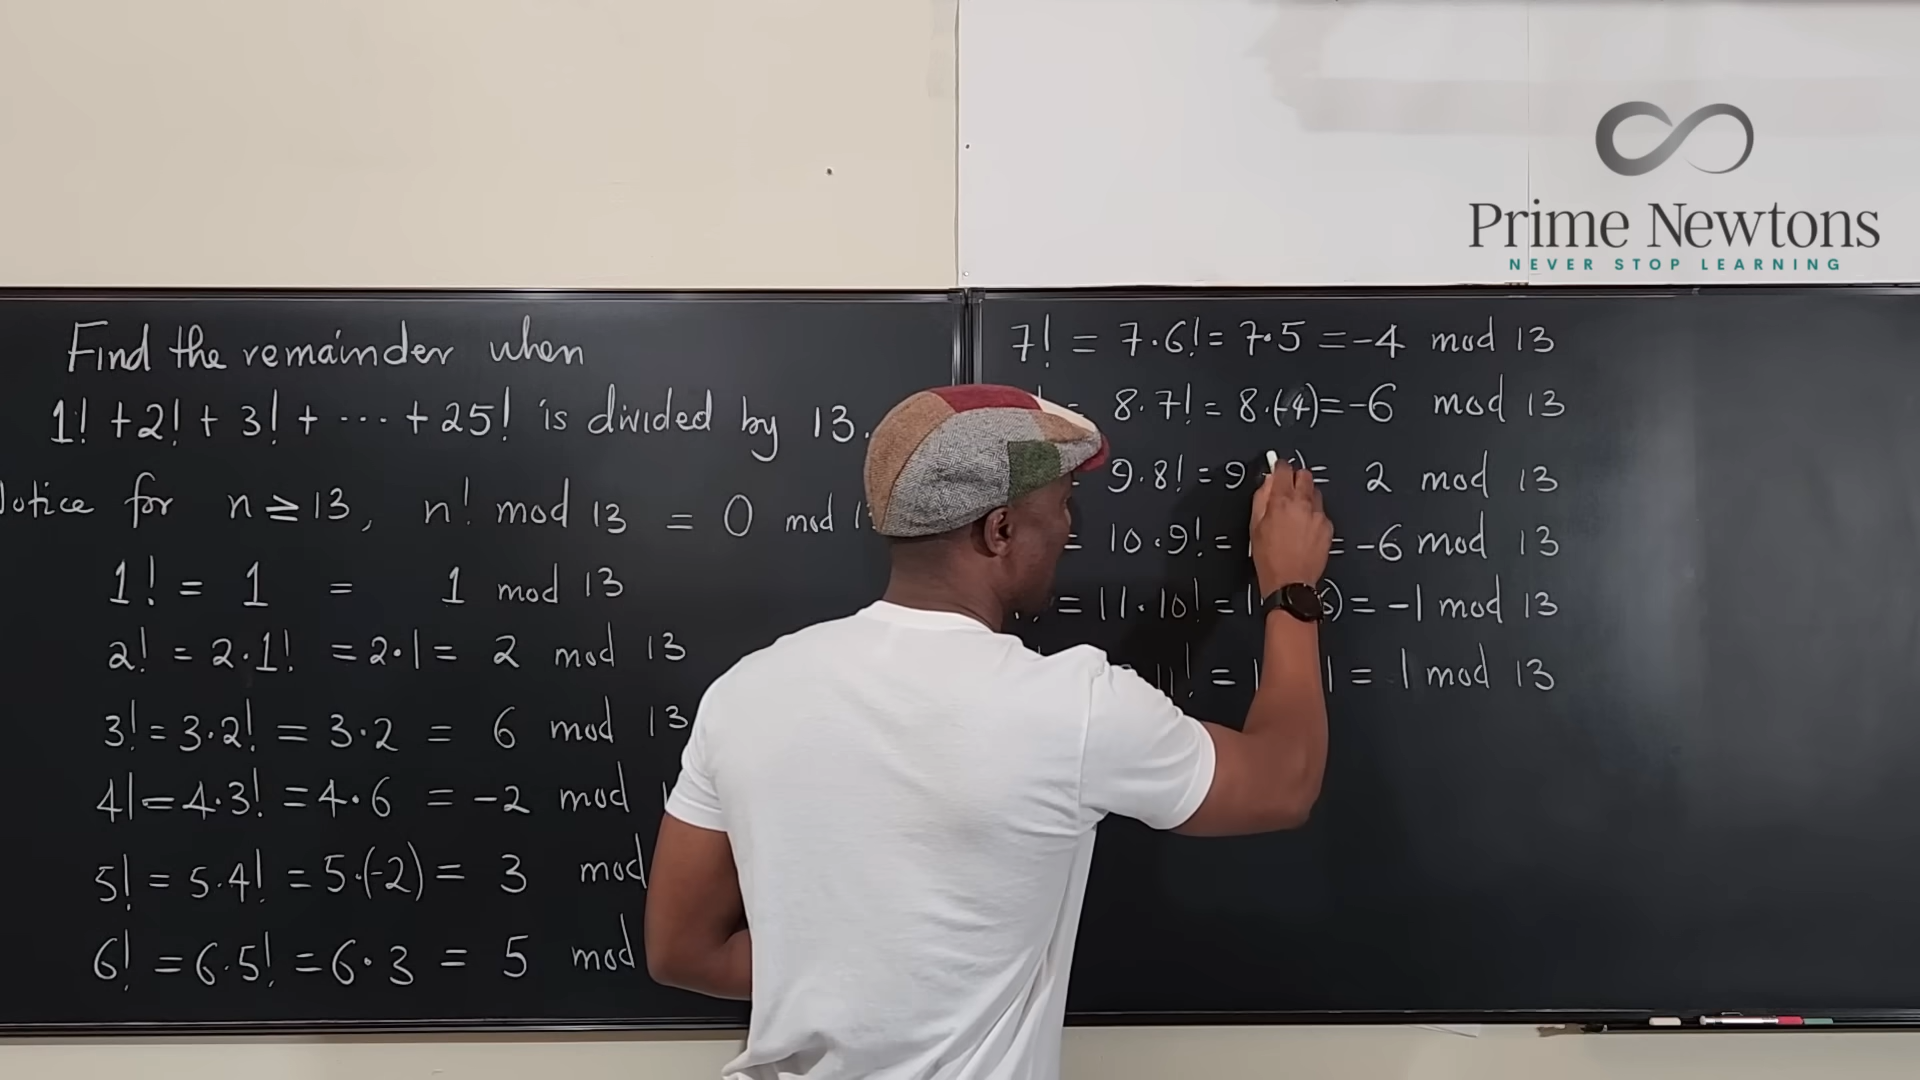 Prime Newtons
NEVER STOP LEARNING
Find the remainder when
1! + 2! + 3! + ⋯ + 25! is divided by 13.
for n ≥ 13, n! mod 13 = 0 mod
1! = 1 = 1 mod 13
2! = 2·1! = 2·1 = 2 mod 13
3! = 3·2! = 3·2 = 6 mod 13
4! = 4·3! = 4·6 = -2 mod
5! = 5·4! = 5·(-2) = 3 mod
6! = 6·5! = 6·3 = 5 mod
7! = 7·6! = 7·5 = -4 mod 13
= 8·7! = 8·(-4) = -6 mod 13
9·8! = 9 = 2 mod 13
= 10·9! = = -6 mod 13
= 11·10! = = -1 mod 13
= 1 mod 13